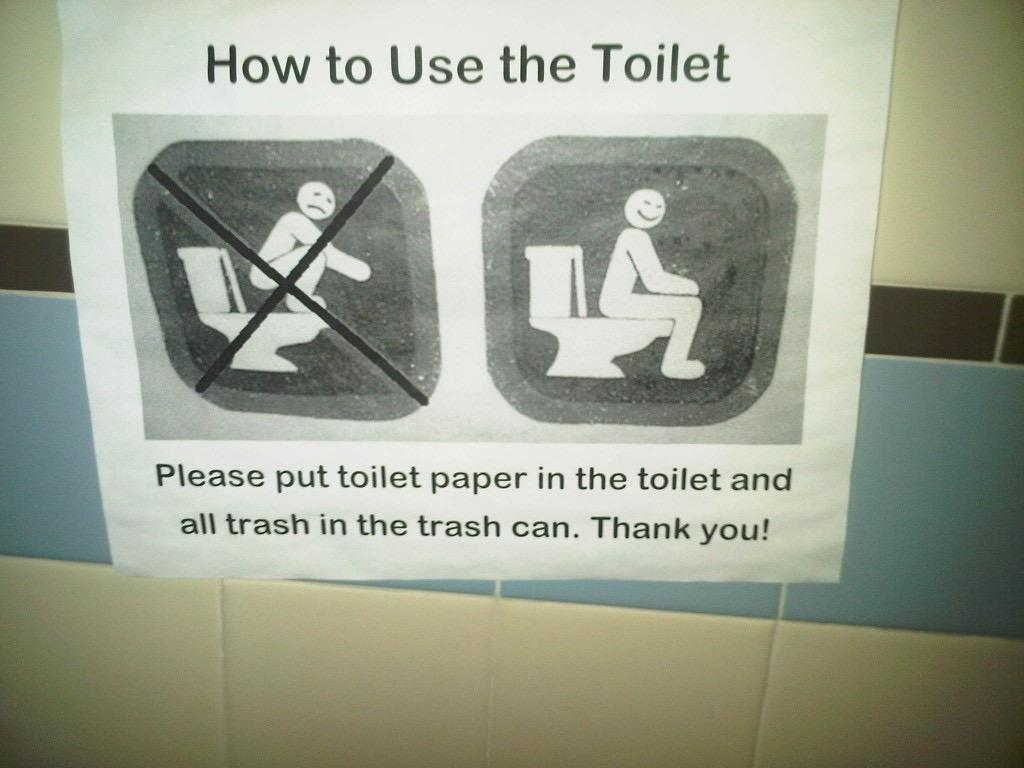 How to Use the Toilet
Please put toilet paper in the toilet and
all trash in the trash can. Thank you!